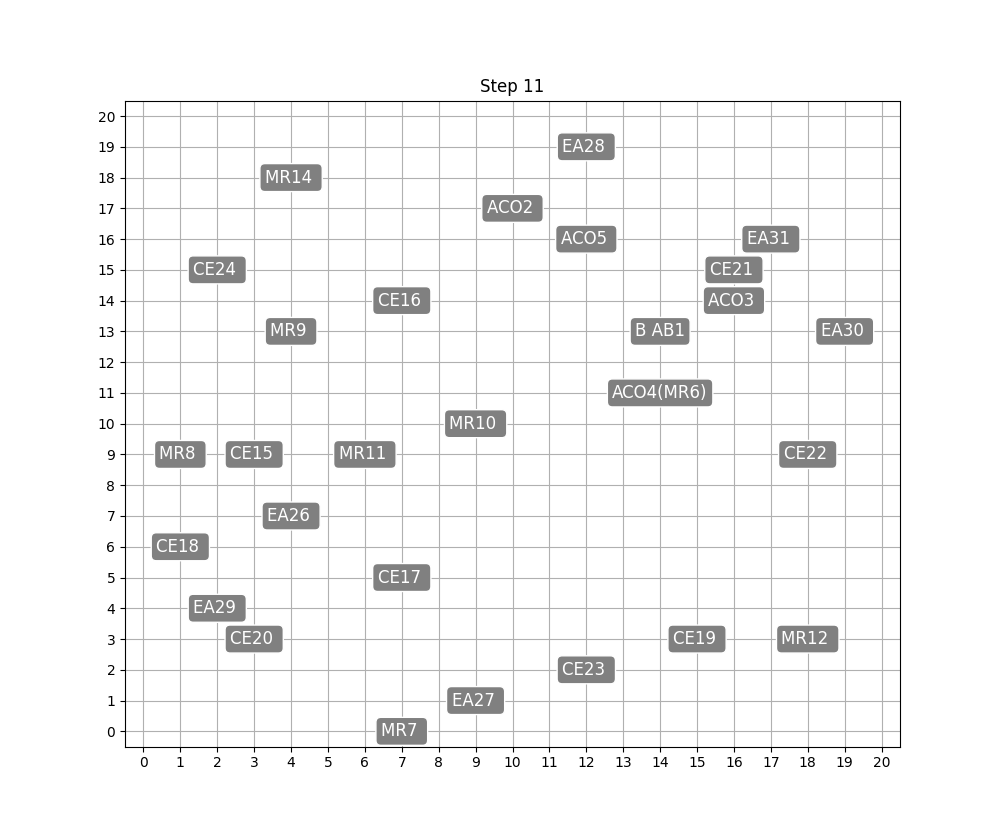 Step 11
20
19
EA28
18
MR14
17
ACO2
16
ACO5
EA31
15
CE24
CE21
14
CE16
ACO3
13
MR9
B AB1
EA30
12
11
ACO4(MR6)
10
MR10
9
MR8
CE15
MR11
CE22
8
7
EA26
6
CE18
5
CE17
4
EA29
3
CE20
CE19
MR12
2
CE23
1
EA27
0
MR7
0 1 2 3 4 5 6 7 8 9 10 11 12 13 14 15 16 17 18 19 20